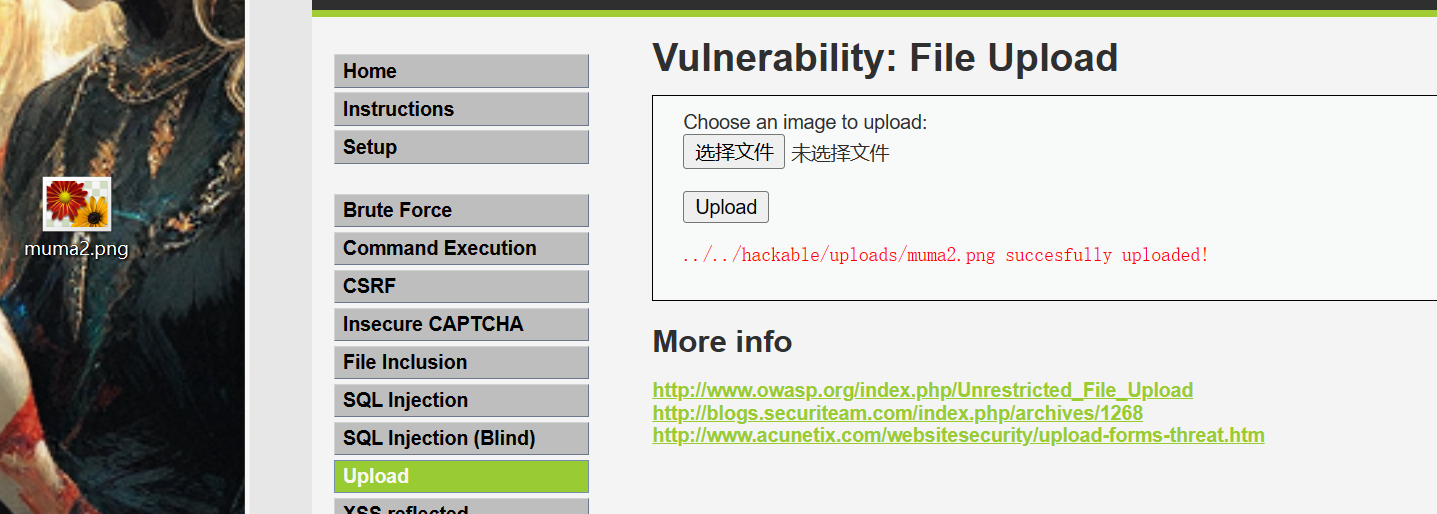 muma2.png
Home
Instructions
Setup
Brute Force
Command Execution
CSRF
Insecure CAPTCHA
File Inclusion
SQL Injection
SQL Injection (Blind)
Upload
XSS reflected
Vulnerability: File Upload
Choose an image to upload:
选择文件 未选择文件
Upload
../../hackable/uploads/muma2.png succesfully uploaded!
More info
http://www.owasp.org/index.php/Unrestricted_File_Upload
http://blogs.securiteam.com/index.php/archives/1268
http://www.acunetix.com/websitesecurity/upload-forms-threat.htm